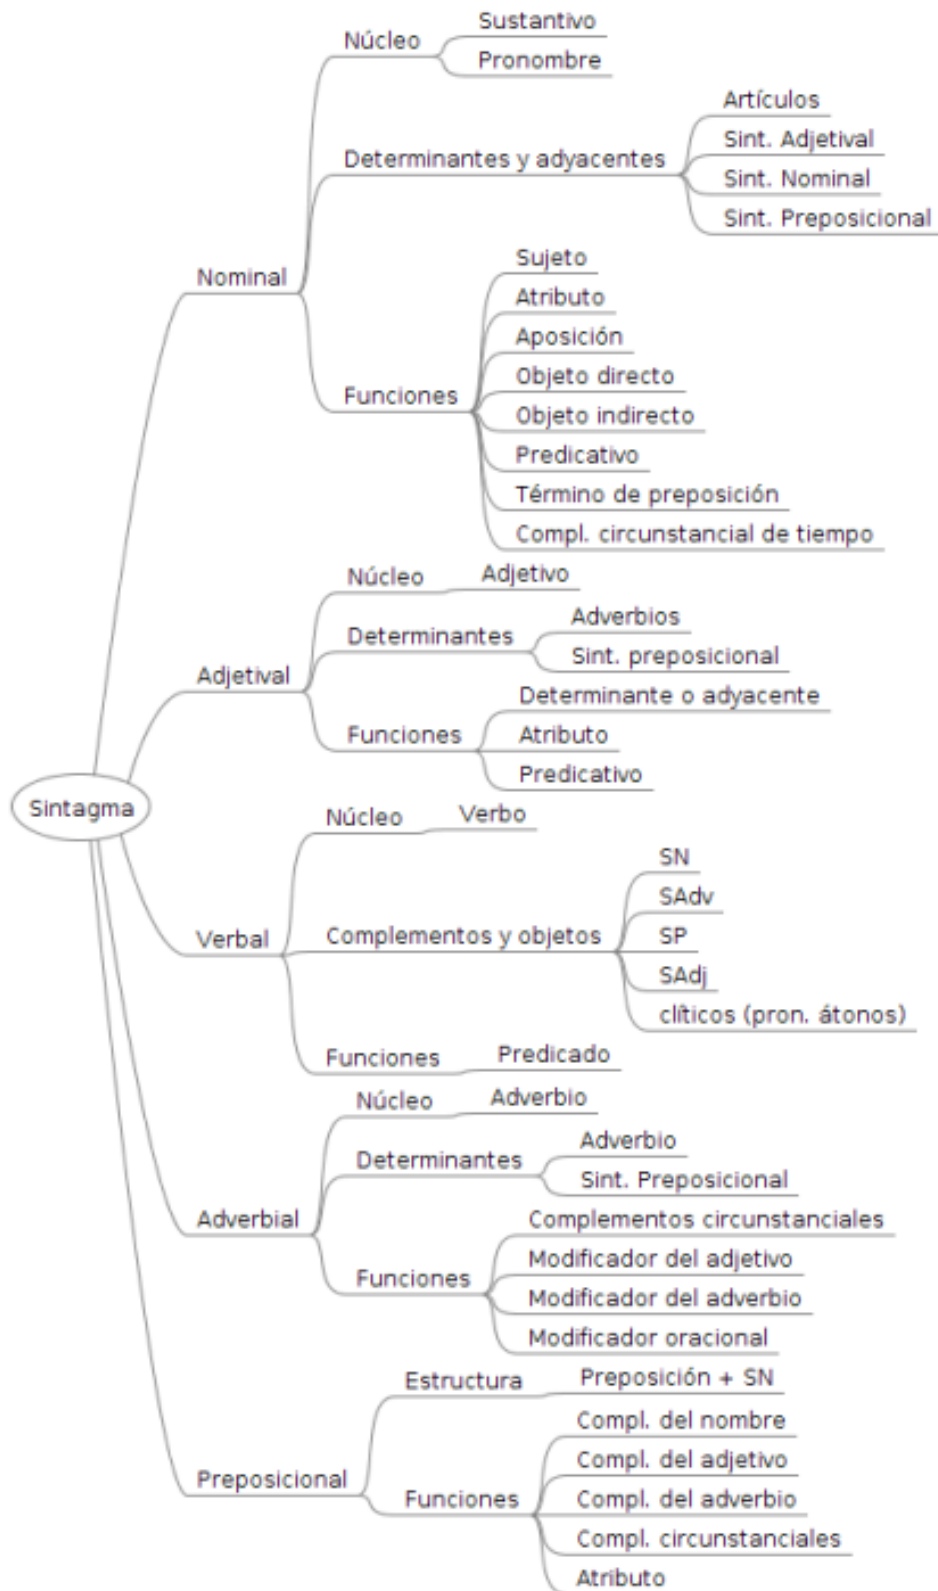 Sintagma
Nominal
Núcleo
Sustantivo
Pronombre
Determinantes y adyacentes
Artículos
Sint. Adjetival
Sint. Nominal
Sint. Preposicional
Funciones
Sujeto
Atributo
Aposición
Objeto directo
Objeto indirecto
Predicativo
Término de preposición
Compl. circunstancial de tiempo
Adjetival
Núcleo
Adjetivo
Determinantes
Adverbios
Sint. preposicional
Funciones
Determinante o adyacente
Atributo
Predicativo
Verbal
Núcleo
Verbo
Complementos y objetos
SN
SAdv
SP
SAdj
clíticos (pron. átonos)
Funciones
Predicado
Adverbial
Núcleo
Adverbio
Determinantes
Adverbio
Sint. Preposicional
Funciones
Complementos circunstanciales
Modificador del adjetivo
Modificador del adverbio
Modificador oracional
Preposicional
Estructura
Preposición + SN
Funciones
Compl. del nombre
Compl. del adjetivo
Compl. del adverbio
Compl. circunstanciales
Atributo